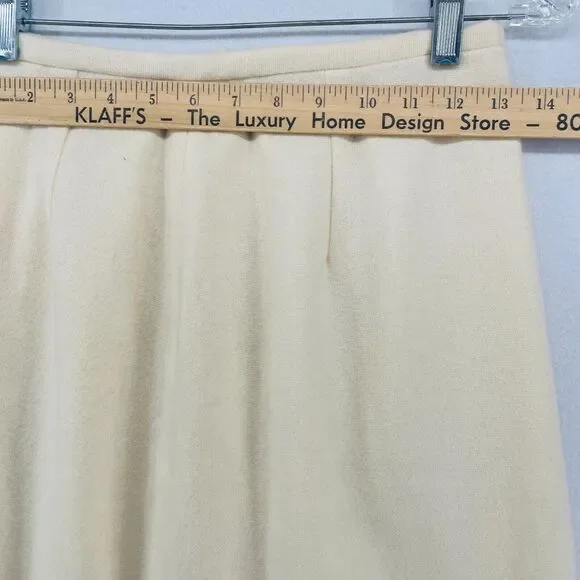 2 3 4 5 6 7 8 9 10 11 12 13 14
KLAFF'S – The Luxury Home Design Store – 80